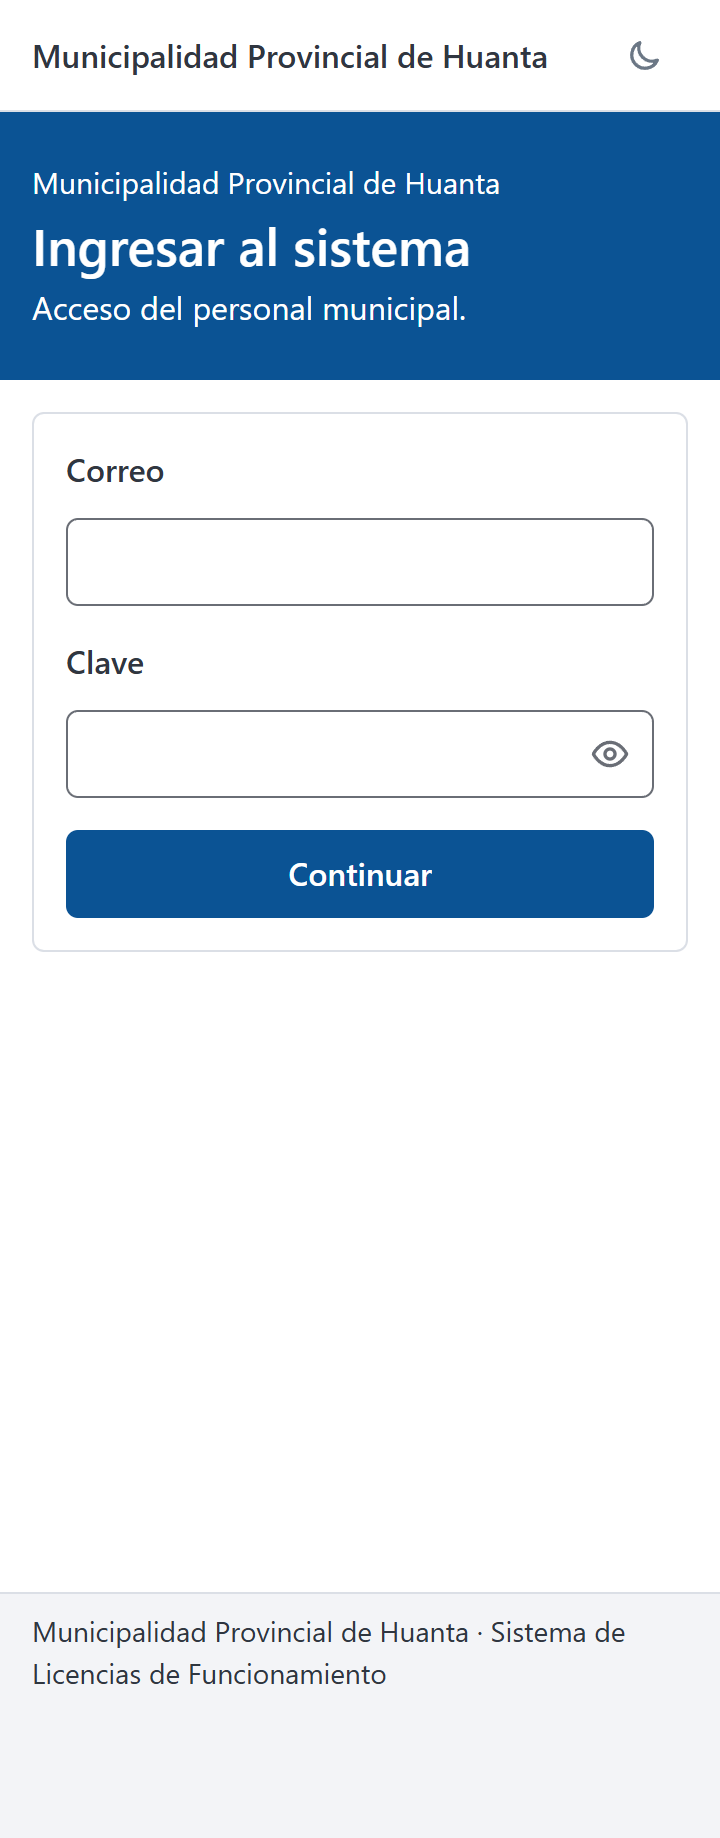 Municipalidad Provincial de Huanta
Municipalidad Provincial de Huanta
Ingresar al sistema
Acceso del personal municipal.
Correo
Clave
Continuar
Municipalidad Provincial de Huanta · Sistema de
Licencias de Funcionamiento